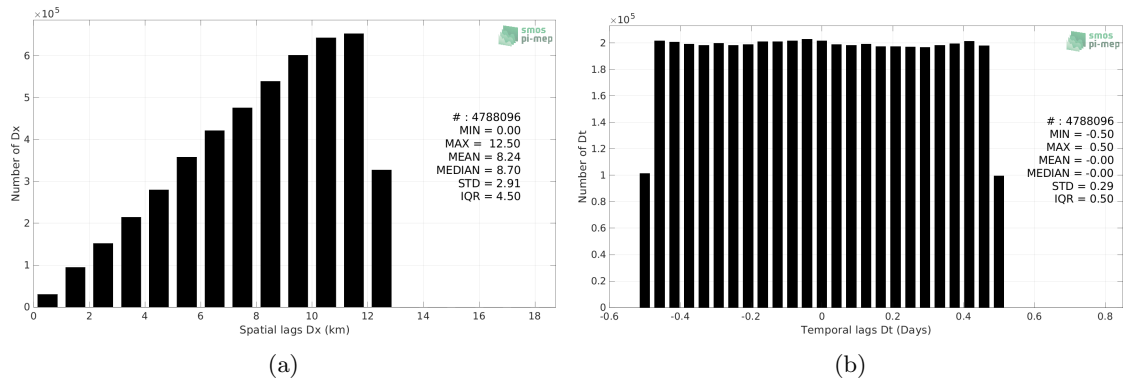 ×10⁵
6
5
4
3
2
1
0
Number of Dx
0 2 4 6 8 10 12 14 16 18
Spatial lags Dx (km)
smos
pi-mep
# : 4788096
MIN = 0.00
MAX = 12.50
MEAN = 8.24
MEDIAN = 8.70
STD = 2.91
IQR = 4.50
(a)
×10⁵
2
1.8
1.6
1.4
1.2
1
0.8
0.6
0.4
0.2
0
Number of Dt
-0.6 -0.4 -0.2 0 0.2 0.4 0.6 0.8
Temporal lags Dt (Days)
smos
pi-mep
# : 4788096
MIN = -0.50
MAX = 0.50
MEAN = -0.00
MEDIAN = -0.00
STD = 0.29
IQR = 0.50
(b)